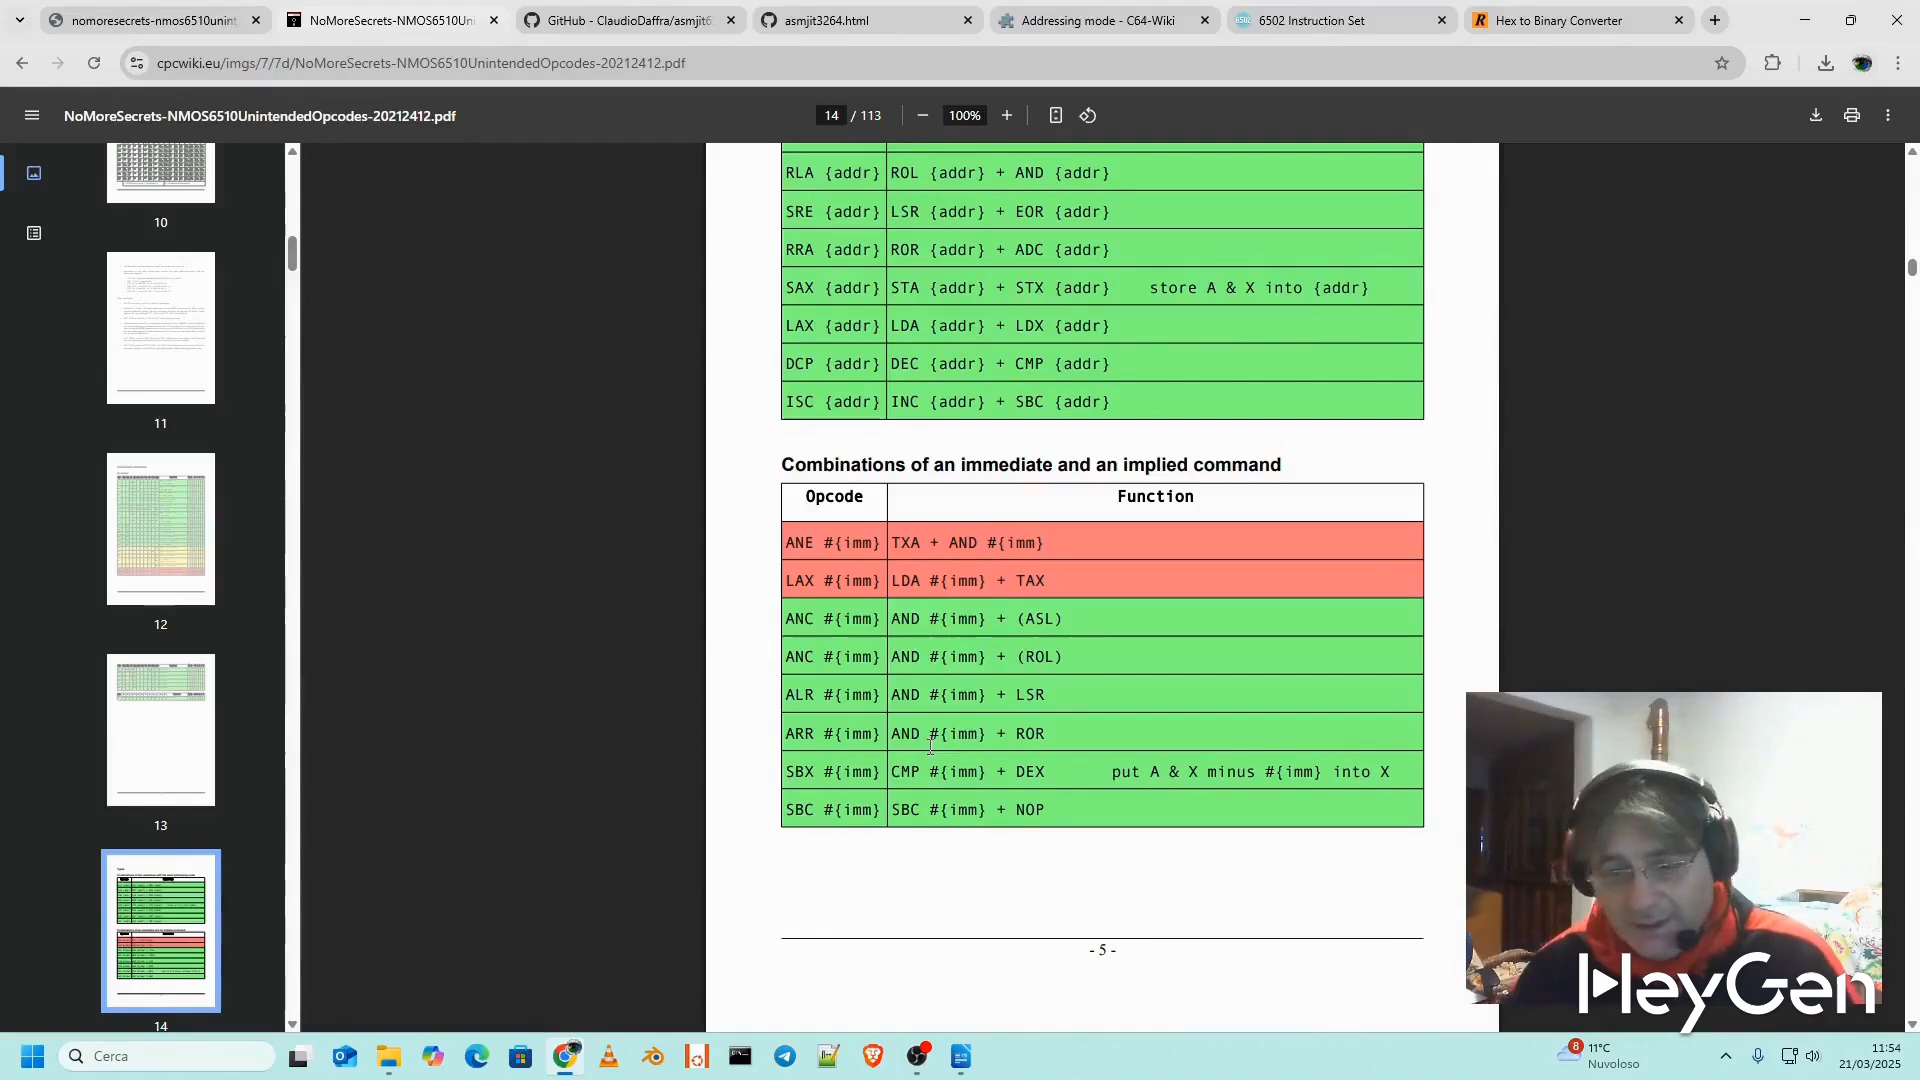 nomoresecrets-nmos6510unint
NoMoreSecrets-NMOS6510Uni
GitHub - ClaudioDaffra/asmjit6
asmjit3264.html
Addressing mode - C64-Wiki
6502 Instruction Set
Hex to Binary Converter
cpcwiki.eu/imgs/7/7d/NoMoreSecrets-NMOS6510UnintendedOpcodes-20212412.pdf
NoMoreSecrets-NMOS6510UnintendedOpcodes-20212412.pdf
14 / 113
100%
10
11
12
13
14
RLA {addr} ROL {addr} + AND {addr}
SRE {addr} LSR {addr} + EOR {addr}
RRA {addr} ROR {addr} + ADC {addr}
SAX {addr} STA {addr} + STX {addr} store A & X into {addr}
LAX {addr} LDA {addr} + LDX {addr}
DCP {addr} DEC {addr} + CMP {addr}
ISC {addr} INC {addr} + SBC {addr}
Combinations of an immediate and an implied command
Opcode Function
ANE #{imm} TXA + AND #{imm}
LAX #{imm} LDA #{imm} + TAX
ANC #{imm} AND #{imm} + (ASL)
ANC #{imm} AND #{imm} + (ROL)
ALR #{imm} AND #{imm} + LSR
ARR #{imm} AND #{imm} + ROR
SBX #{imm} CMP #{imm} + DEX put A & X minus #{imm} into X
SBC #{imm} SBC #{imm} + NOP
- 5 -
HeyGen
Cerca
8
11°C
Nuvoloso
11:54
21/03/2025